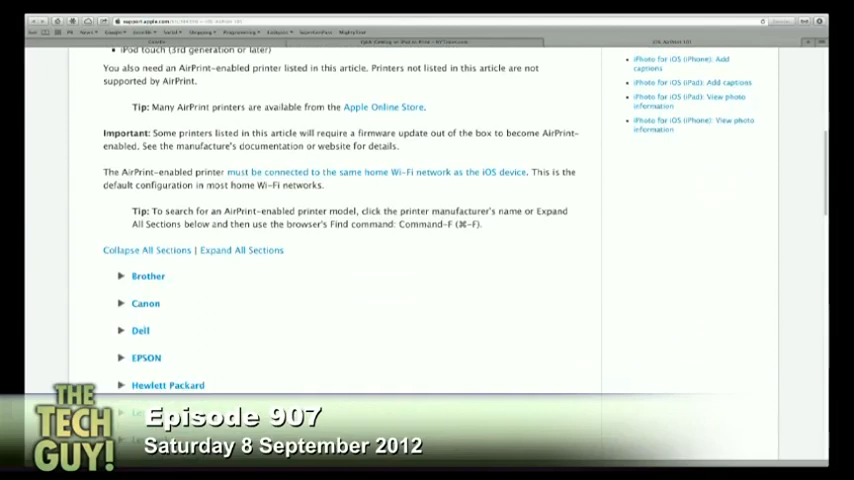 support.apple.com
iPod touch (3rd generation or later)
You also need an AirPrint-enabled printer listed in this article. Printers not listed in this article are not
supported by AirPrint.
Tip: Many AirPrint printers are available from the Apple Online Store.
Important: Some printers listed in this article will require a firmware update out of the box to become AirPrint-
enabled. See the manufacture's documentation or website for details.
The AirPrint-enabled printer must be connected to the same home Wi-Fi network as the iOS device. This is the
default configuration in most home Wi-Fi networks.
Tip: To search for an AirPrint-enabled printer model, click the printer manufacturer's name or Expand
All Sections below and then use the browser's Find command: Command-F (⌘-F).
Collapse All Sections | Expand All Sections
Brother
Canon
Dell
EPSON
Hewlett Packard
iPhoto for iOS (iPhone): Add
captions
iPhoto for iOS (iPad): Add captions
iPhoto for iOS (iPad): View photo
information
iPhoto for iOS (iPhone): View photo
information
THE
TECH
GUY!
Episode 907
Saturday 8 September 2012